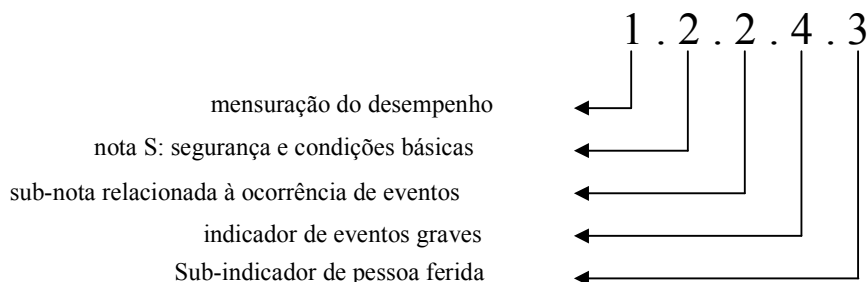 1 . 2 . 2 . 4 . 3
mensuração do desempenho
nota S: segurança e condições básicas
sub-nota relacionada à ocorrência de eventos
indicador de eventos graves
Sub-indicador de pessoa ferida